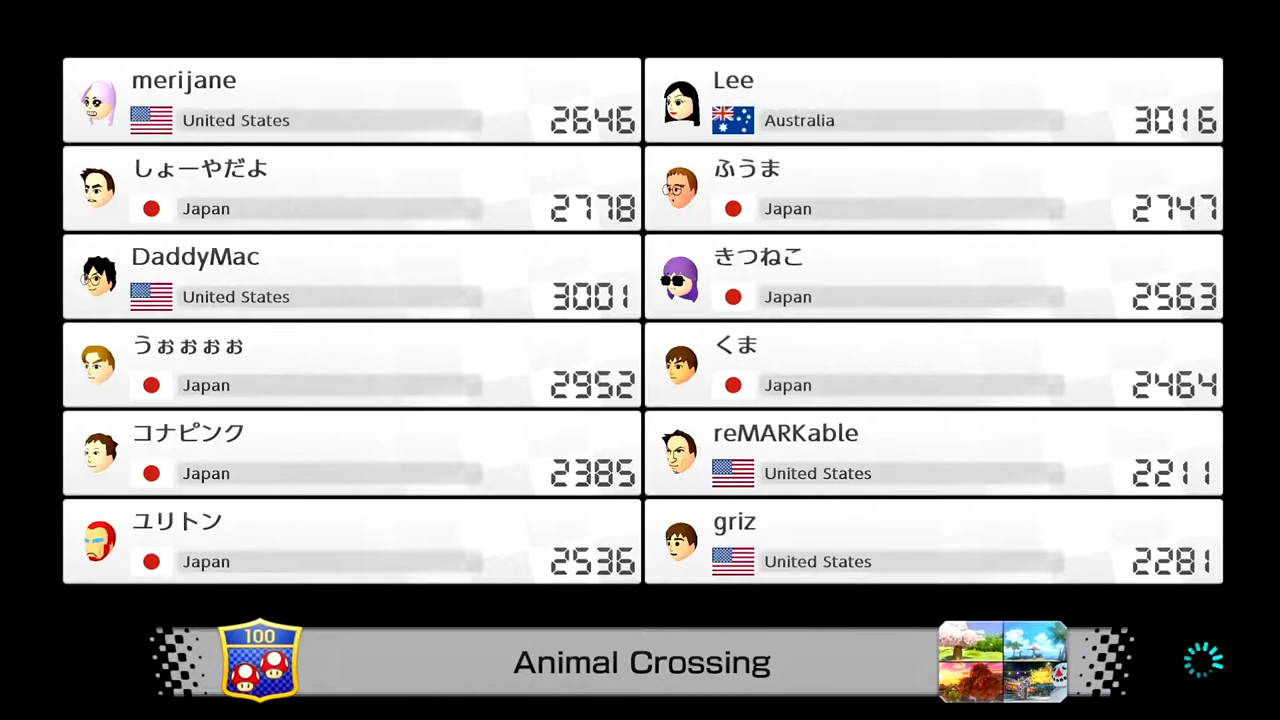 merijane
United States
2646
Lee
Australia
3016
しょーやだよ
Japan
2778
ふうま
Japan
2747
DaddyMac
United States
3001
きつねこ
Japan
2563
うぉぉぉぉ
Japan
2952
くま
Japan
2464
コナピンク
Japan
2385
reMARKable
United States
2211
ユリトン
Japan
2536
griz
United States
2281
100
Animal Crossing